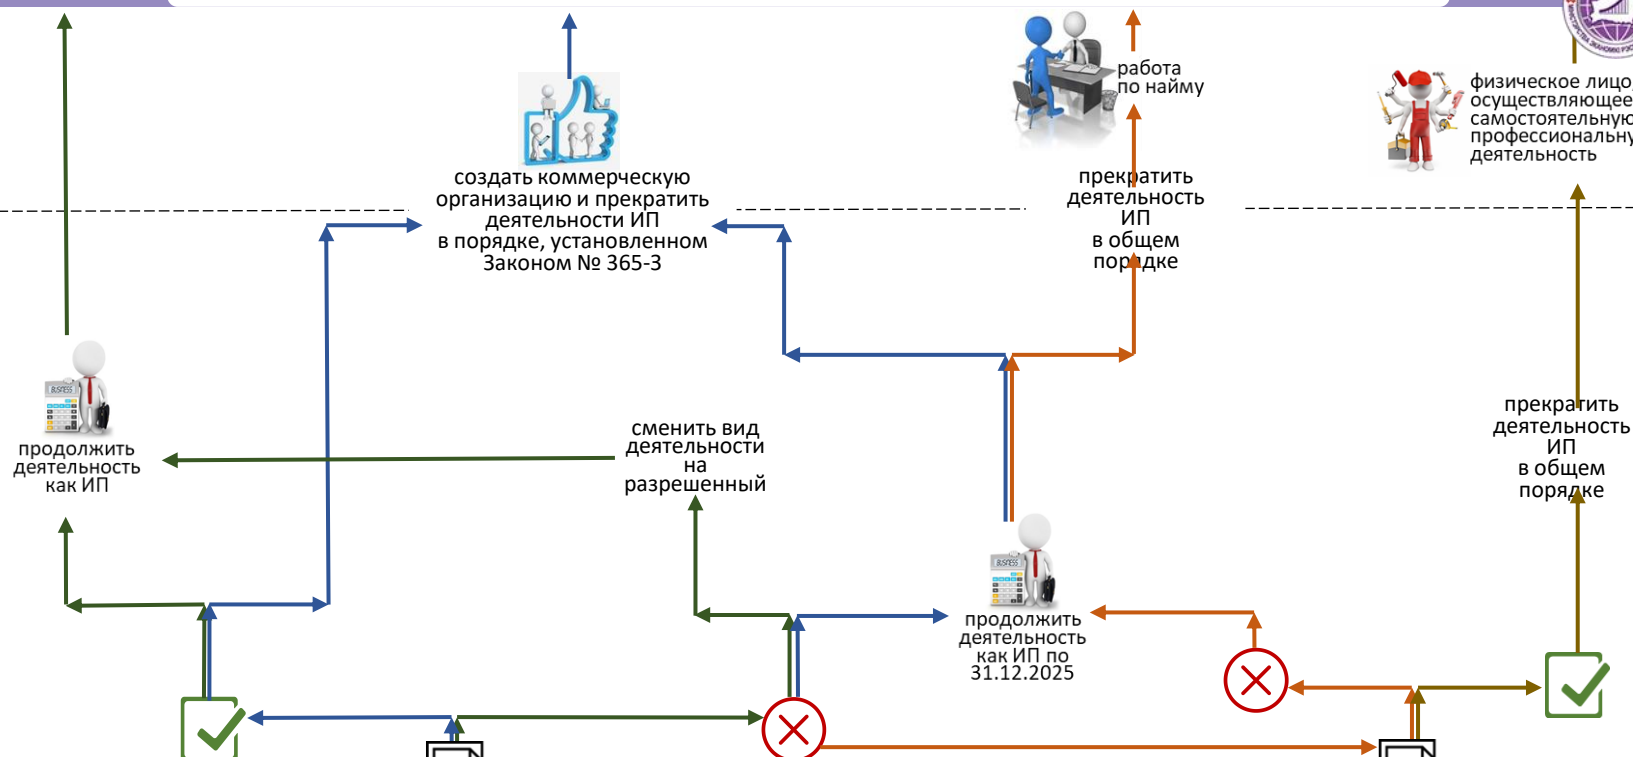 работа
по найму
физическое лицо,
осуществляющее
самостоятельную
деятельность
создать коммерческую
организацию и прекратить
деятельности ИП
в порядке, установленном
Законом № 365-З
прекратить
деятельность
ИП
в общем
порядке
продолжить
деятельность
как ИП
сменить вид
деятельности
на
разрешенный
прекратить
деятельность
ИП
в общем
порядке
продолжить
деятельность
как ИП по
31.12.2025